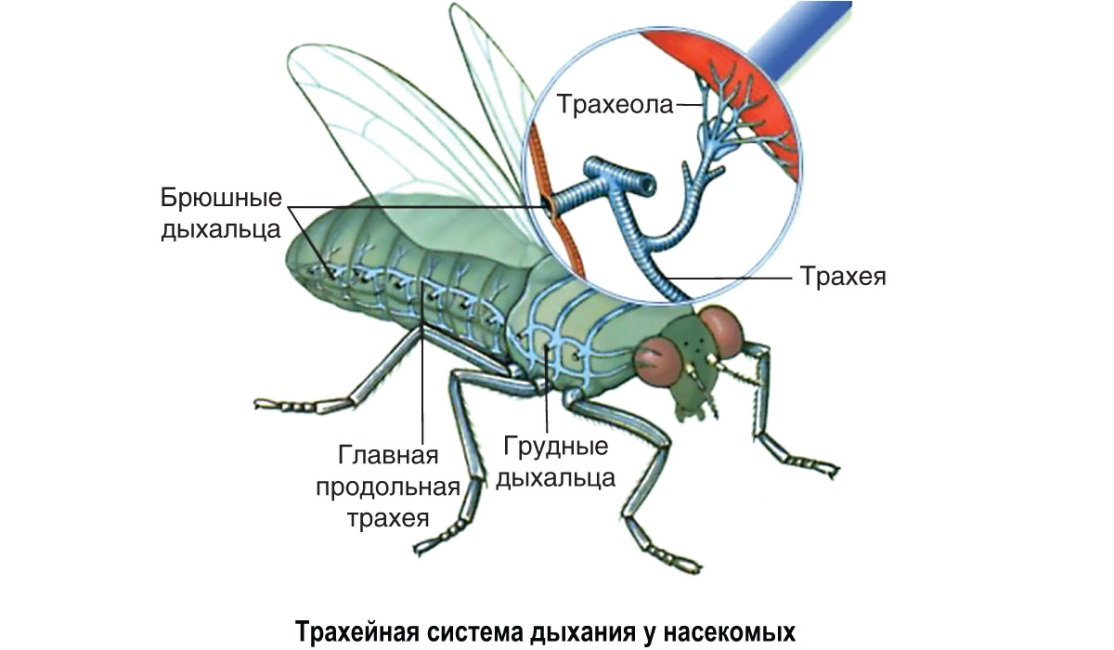 Трахеола
Брюшные
дыхальца
Трахея
Главная
продольная
трахея
Грудные
дыхальца
Трахейная система дыхания у насекомых